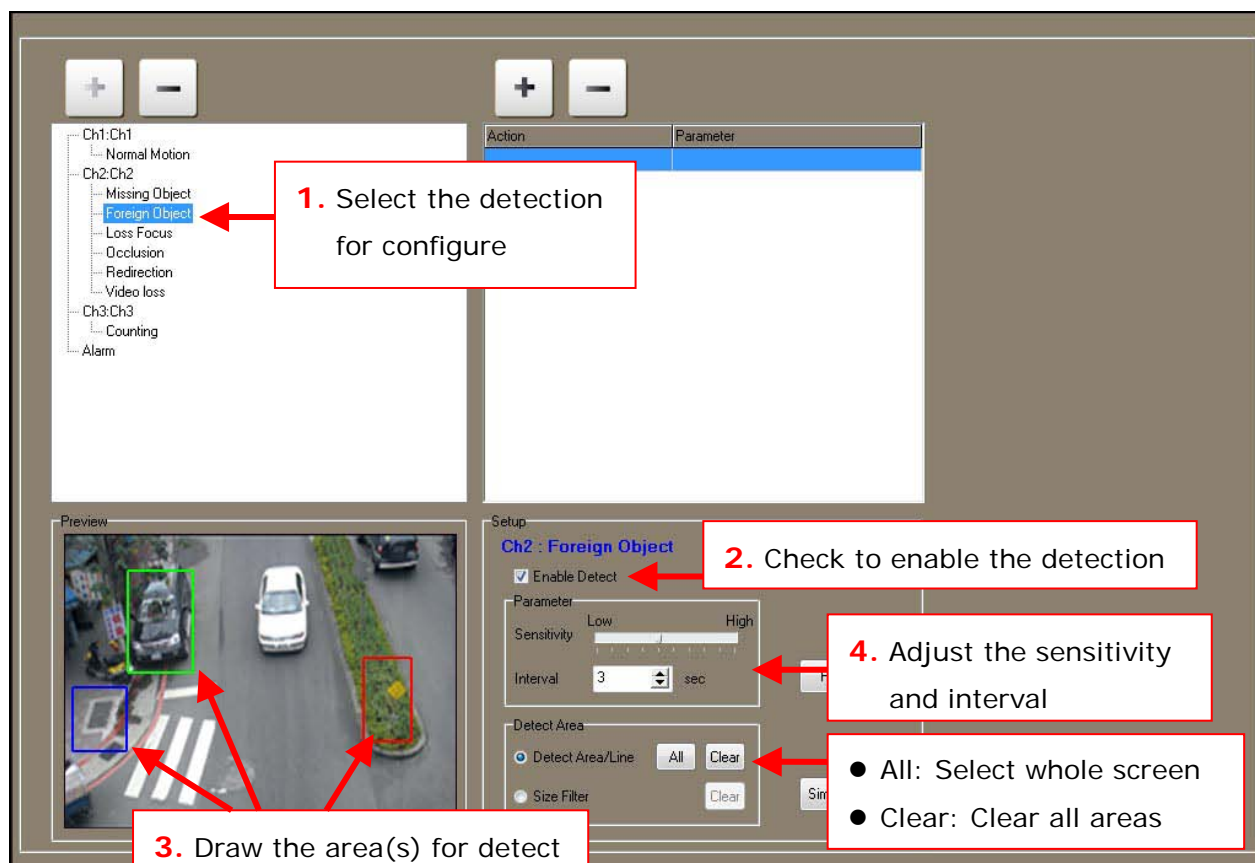 + − + −
Ch1:Ch1
Normal Motion
Ch2:Ch2
Missing Object
Foreign Object
Loss Focus
Occlusion
Redirection
Video loss
Ch3:Ch3
Counting
Alarm
Action Parameter
1. Select the detection
for configure
Preview
Setup
Ch2 : Foreign Object
Enable Detect
2. Check to enable the detection
Parameter
Low High
Sensitivity
Interval 3 sec
4. Adjust the sensitivity
and interval
Detect Area
Detect Area/Line All Clear
Size Filter Clear
● All: Select whole screen
● Clear: Clear all areas
3. Draw the area(s) for detect